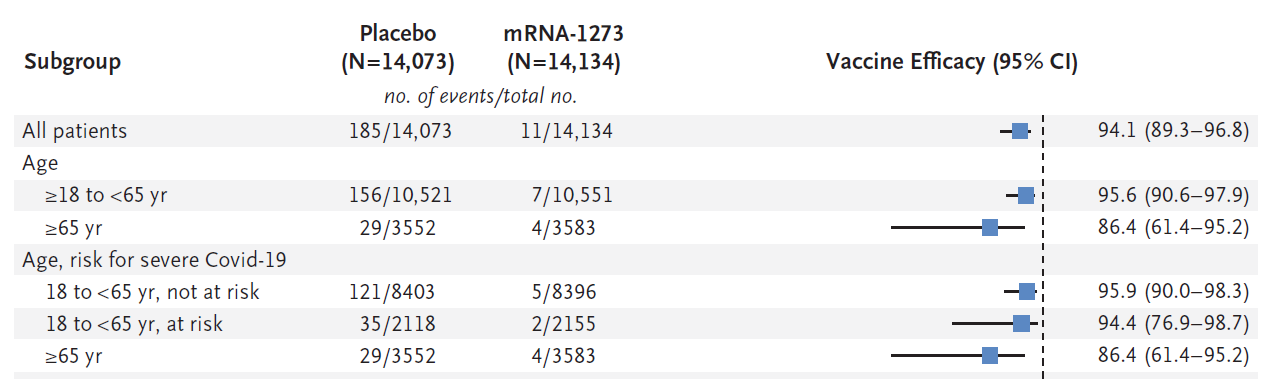 Subgroup Placebo (N=14,073) mRNA-1273 (N=14,134) Vaccine Efficacy (95% CI)
no. of events/total no.
All patients 185/14,073 11/14,134 94.1 (89.3–96.8)
Age
≥18 to <65 yr 156/10,521 7/10,551 95.6 (90.6–97.9)
≥65 yr 29/3552 4/3583 86.4 (61.4–95.2)
Age, risk for severe Covid-19
18 to <65 yr, not at risk 121/8403 5/8396 95.9 (90.0–98.3)
18 to <65 yr, at risk 35/2118 2/2155 94.4 (76.9–98.7)
≥65 yr 29/3552 4/3583 86.4 (61.4–95.2)